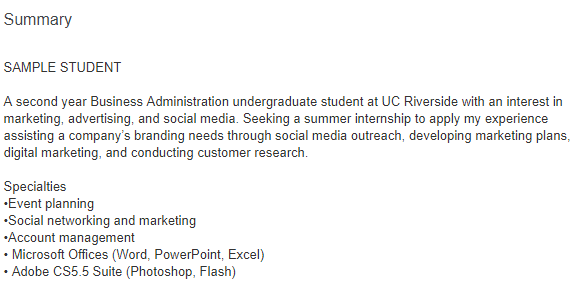 Summary
SAMPLE STUDENT
A second year Business Administration undergraduate student at UC Riverside with an interest in
marketing, advertising, and social media. Seeking a summer internship to apply my experience
assisting a company's branding needs through social media outreach, developing marketing plans,
digital marketing, and conducting customer research.
Specialties
•Event planning
•Social networking and marketing
•Account management
• Microsoft Offices (Word, PowerPoint, Excel)
• Adobe CS5.5 Suite (Photoshop, Flash)